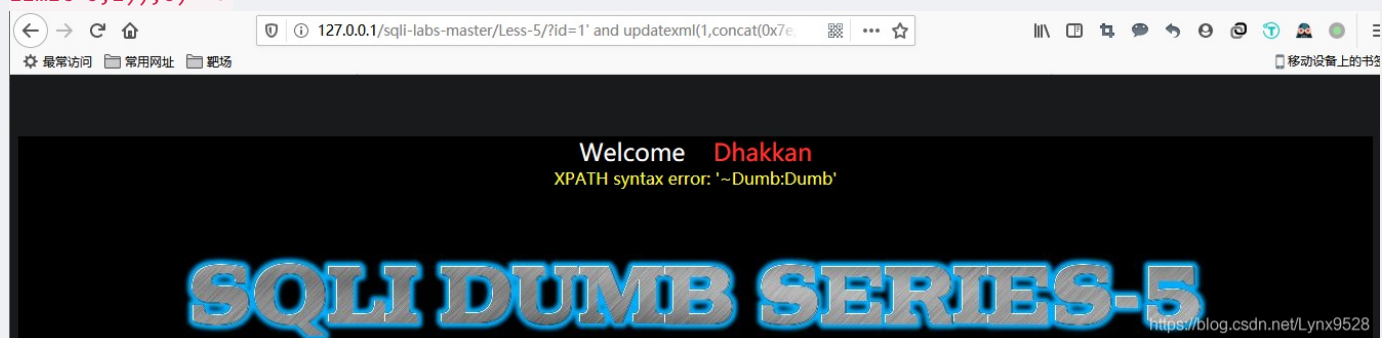 127.0.0.1/sqli-labs-master/Less-5/?id=1' and updatexml(1,concat(0x7e,
最常访问 常用网址 靶场 移动设备上的书签
Welcome Dhakkan
XPATH syntax error: '~Dumb:Dumb'
SQLI DUMB SERIES-5
https://blog.csdn.net/Lynx9528